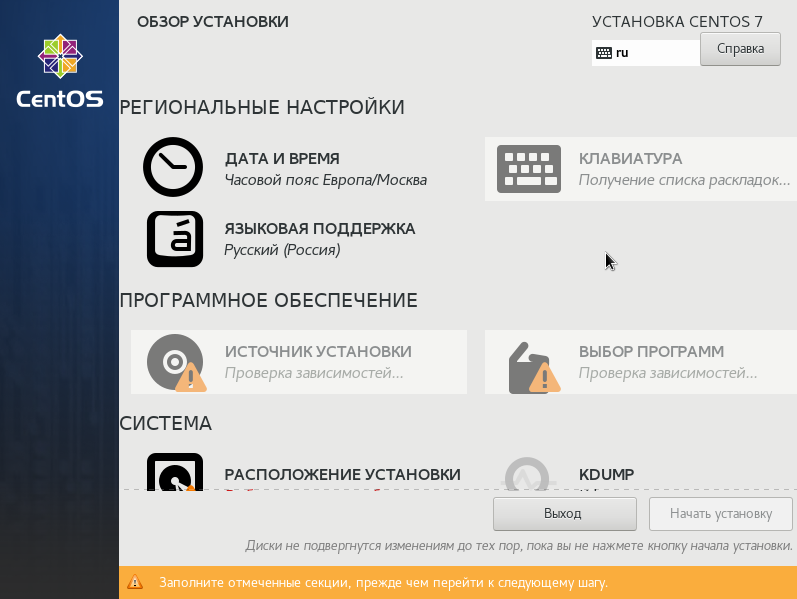 ОБЗОР УСТАНОВКИ
УСТАНОВКА CENTOS 7
ru
Справка
CentOS
РЕГИОНАЛЬНЫЕ НАСТРОЙКИ
ДАТА И ВРЕМЯ
Часовой пояс Европа/Москва
КЛАВИАТУРА
Получение списка раскладок...
ЯЗЫКОВАЯ ПОДДЕРЖКА
Русский (Россия)
ПРОГРАММНОЕ ОБЕСПЕЧЕНИЕ
ИСТОЧНИК УСТАНОВКИ
Проверка зависимостей...
ВЫБОР ПРОГРАММ
Проверка зависимостей...
СИСТЕМА
РАСПОЛОЖЕНИЕ УСТАНОВКИ
KDUMP
Выход
Начать установку
Диски не подвергнутся изменениям до тех пор, пока вы не нажмете кнопку начала установки.
Заполните отмеченные секции, прежде чем перейти к следующему шагу.